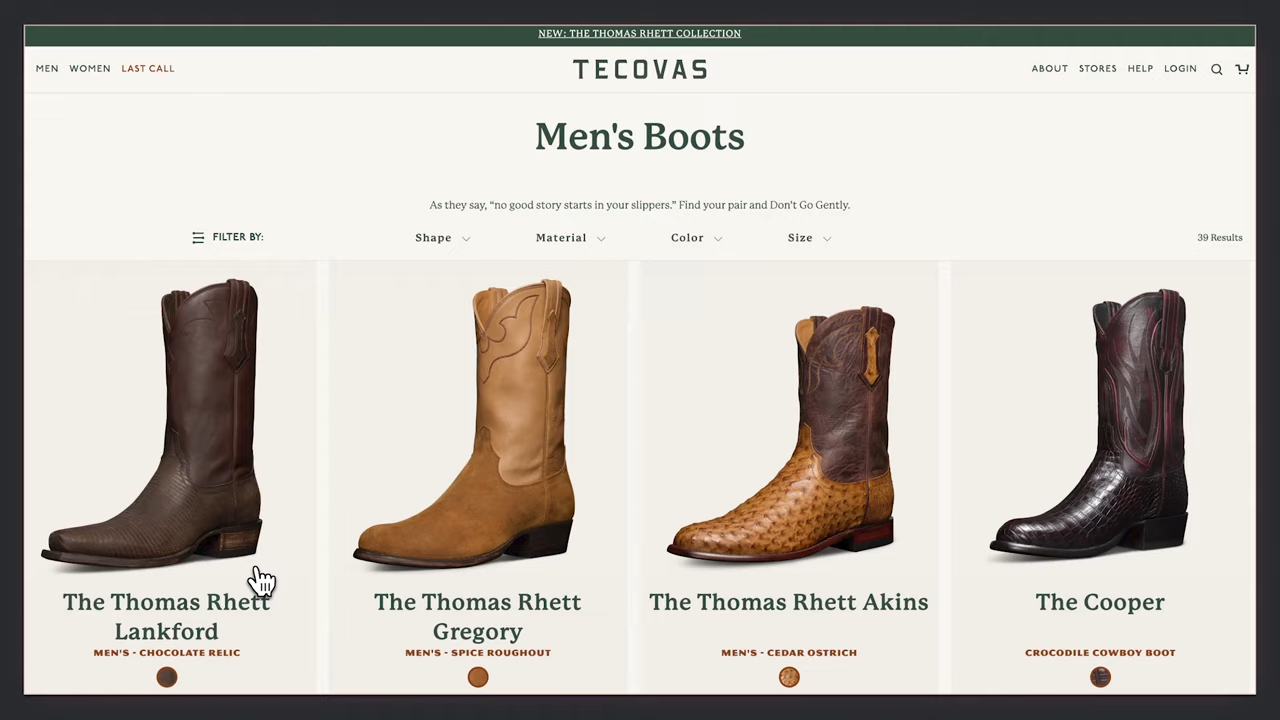 NEW: THE THOMAS RHETT COLLECTION
MEN WOMEN LAST CALL
TECOVAS
ABOUT STORES HELP LOGIN
Men's Boots
As they say, “no good story starts in your slippers.” Find your pair and Don't Go Gently.
FILTER BY:
Shape Material Color Size
39 Results
The Thomas Rhett
Lankford
MEN'S - CHOCOLATE RELIC
The Thomas Rhett
Gregory
MEN'S - SPICE ROUGHOUT
The Thomas Rhett Akins
MEN'S - CEDAR OSTRICH
The Cooper
CROCODILE COWBOY BOOT